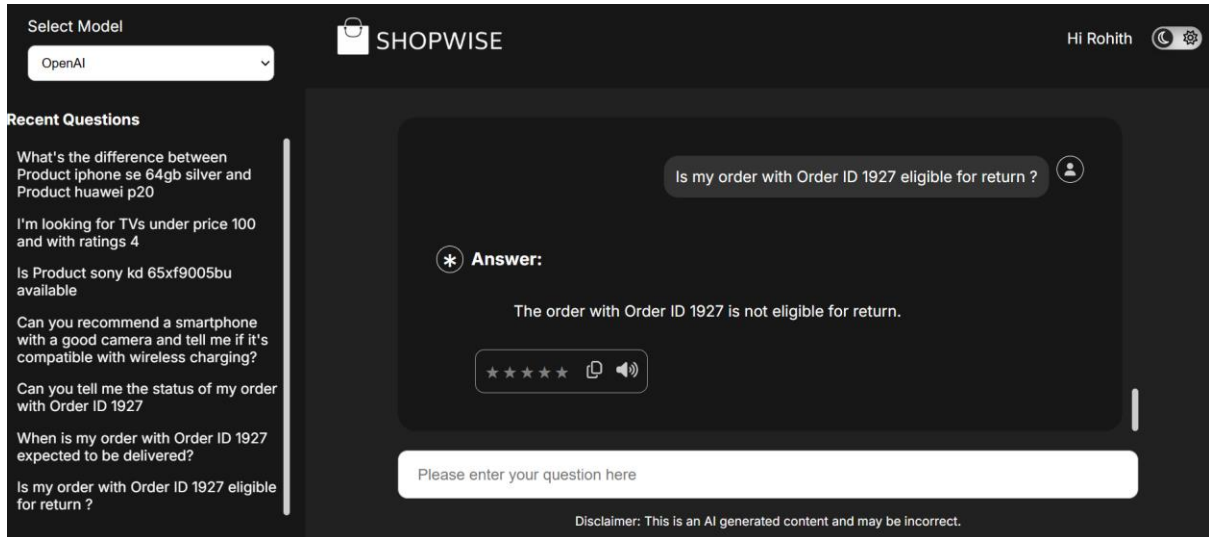 Select Model
OpenAI
Recent Questions
What's the difference between
Product iphone se 64gb silver and
Product huawei p20
I'm looking for TVs under price 100
and with ratings 4
Is Product sony kd 65xf9005bu
available
Can you recommend a smartphone
with a good camera and tell me if it's
compatible with wireless charging?
Can you tell me the status of my order
with Order ID 1927
When is my order with Order ID 1927
expected to be delivered?
Is my order with Order ID 1927 eligible
for return ?
SHOPWISE
Hi Rohith
Is my order with Order ID 1927 eligible for return ?
Answer:
The order with Order ID 1927 is not eligible for return.
Please enter your question here
Disclaimer: This is an AI generated content and may be incorrect.